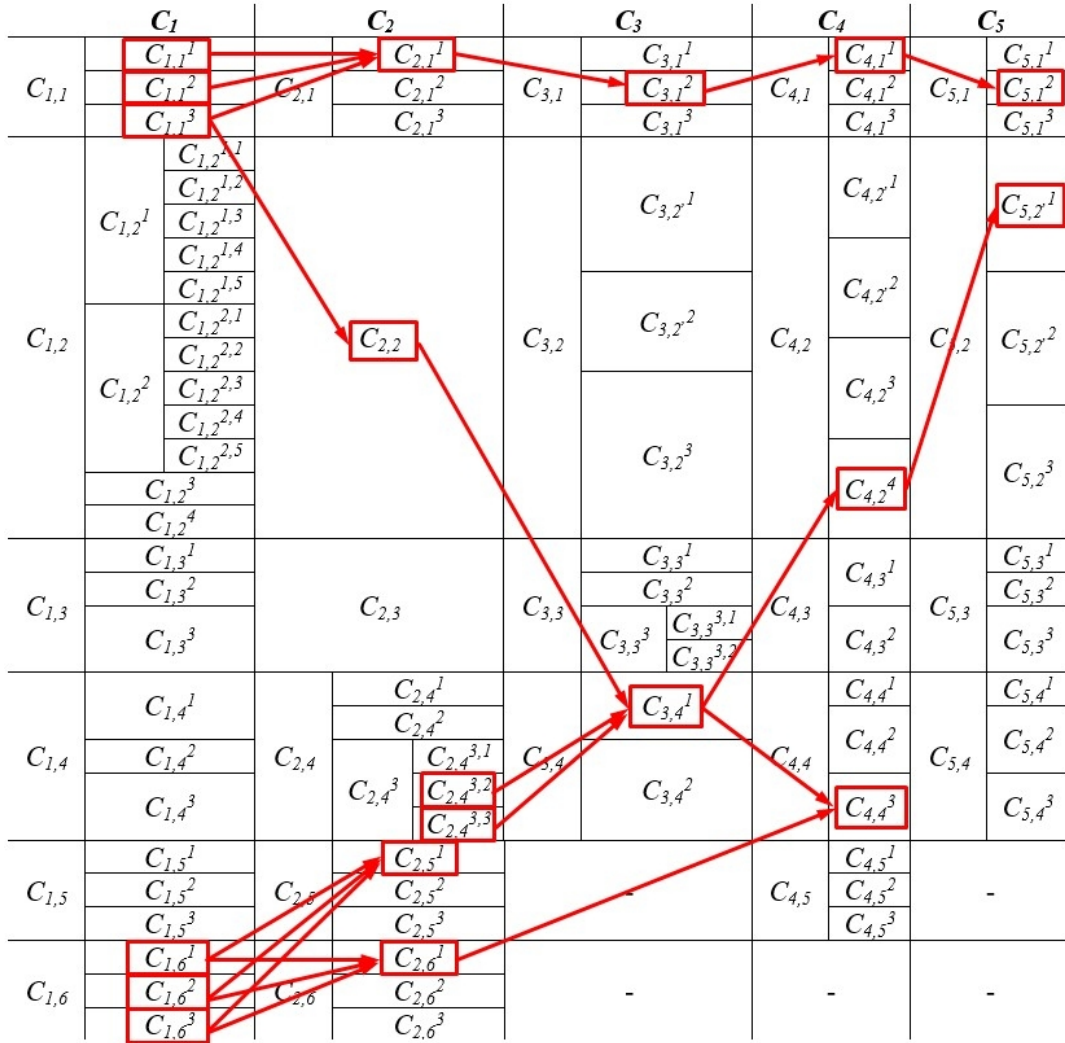 C1 C2 C3 C4 C5
C1,1 C1,1^1 C2,1 C2,1^1 C3,1 C3,1^1 C4,1 C4,1^1 C5,1 C5,1^1
C1,1^2 C2,1^2 C3,1^2 C4,1^2 C5,1^2
C1,1^3 C2,1^3 C3,1^3 C4,1^3 C5,1^3
C1,2 C1,2^1 C1,2^1,1 C2,2 C3,2 C3,2'^1 C4,2 C4,2'^1 C5,2 C5,2'^1
C1,2^1,2
C1,2^1,3
C1,2^1,4
C1,2^1,5 C3,2'^2 C4,2'^2 C5,2'^2
C1,2^2 C1,2^2,1
C1,2^2,2 C4,2^3
C1,2^2,3 C3,2^3 C5,2^3
C1,2^2,4
C1,2^2,5 C4,2^4
C1,2^3
C1,2^4
C1,3 C1,3^1 C2,3 C3,3 C3,3^1 C4,3 C4,3^1 C5,3 C5,3^1
C1,3^2 C3,3^2 C5,3^2
C1,3^3 C3,3^3 C3,3^3,1 C4,3^2 C5,3^3
C3,3^3,2
C1,4 C1,4^1 C2,4 C2,4^1 C3,4 C3,4^1 C4,4 C4,4^1 C5,4 C5,4^1
C2,4^2 C4,4^2 C5,4^2
C1,4^2 C2,4^3 C2,4^3,1 C3,4^2
C1,4^3 C2,4^3,2 C4,4^3 C5,4^3
C2,4^3,3
C1,5 C1,5^1 C2,5 C2,5^1 - C4,5 C4,5^1 -
C1,5^2 C2,5^2 C4,5^2
C1,5^3 C2,5^3 C4,5^3
C1,6 C1,6^1 C2,6 C2,6^1 - - -
C1,6^2 C2,6^2
C1,6^3 C2,6^3